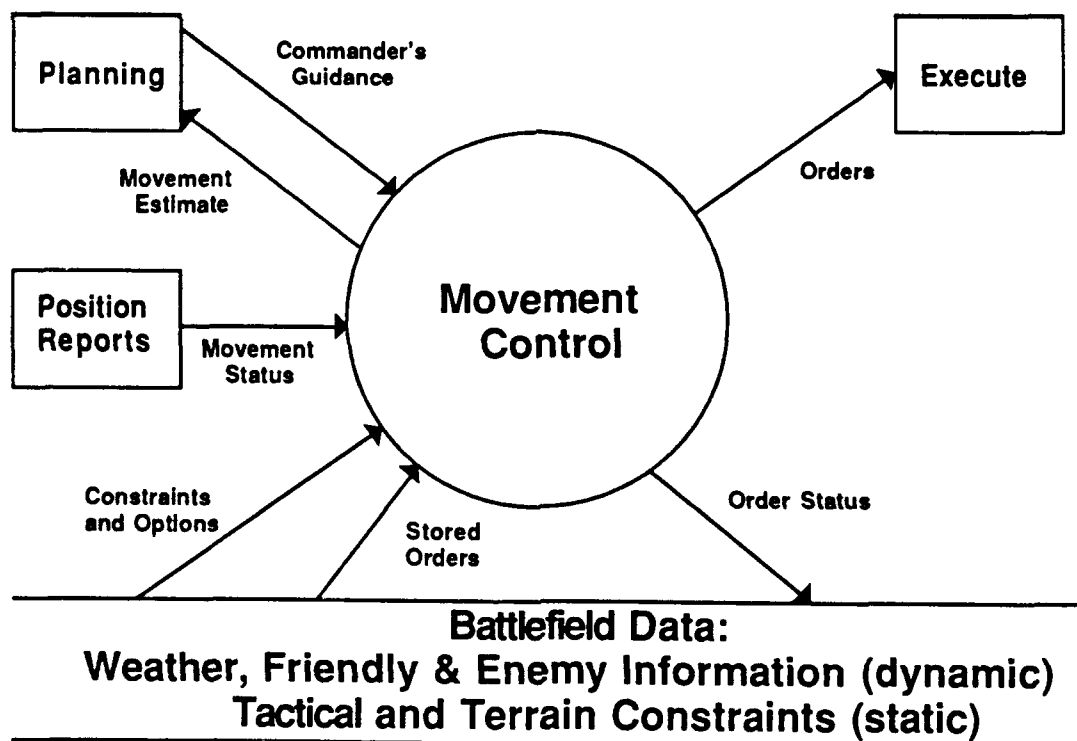 Planning
Commander's
Guidance
Execute
Movement
Estimate
Orders
Position
Reports
Movement
Status
Movement
Control
Constraints
and Options
Stored
Orders
Order Status
Battlefield Data:
Weather, Friendly & Enemy Information (dynamic)
Tactical and Terrain Constraints (static)